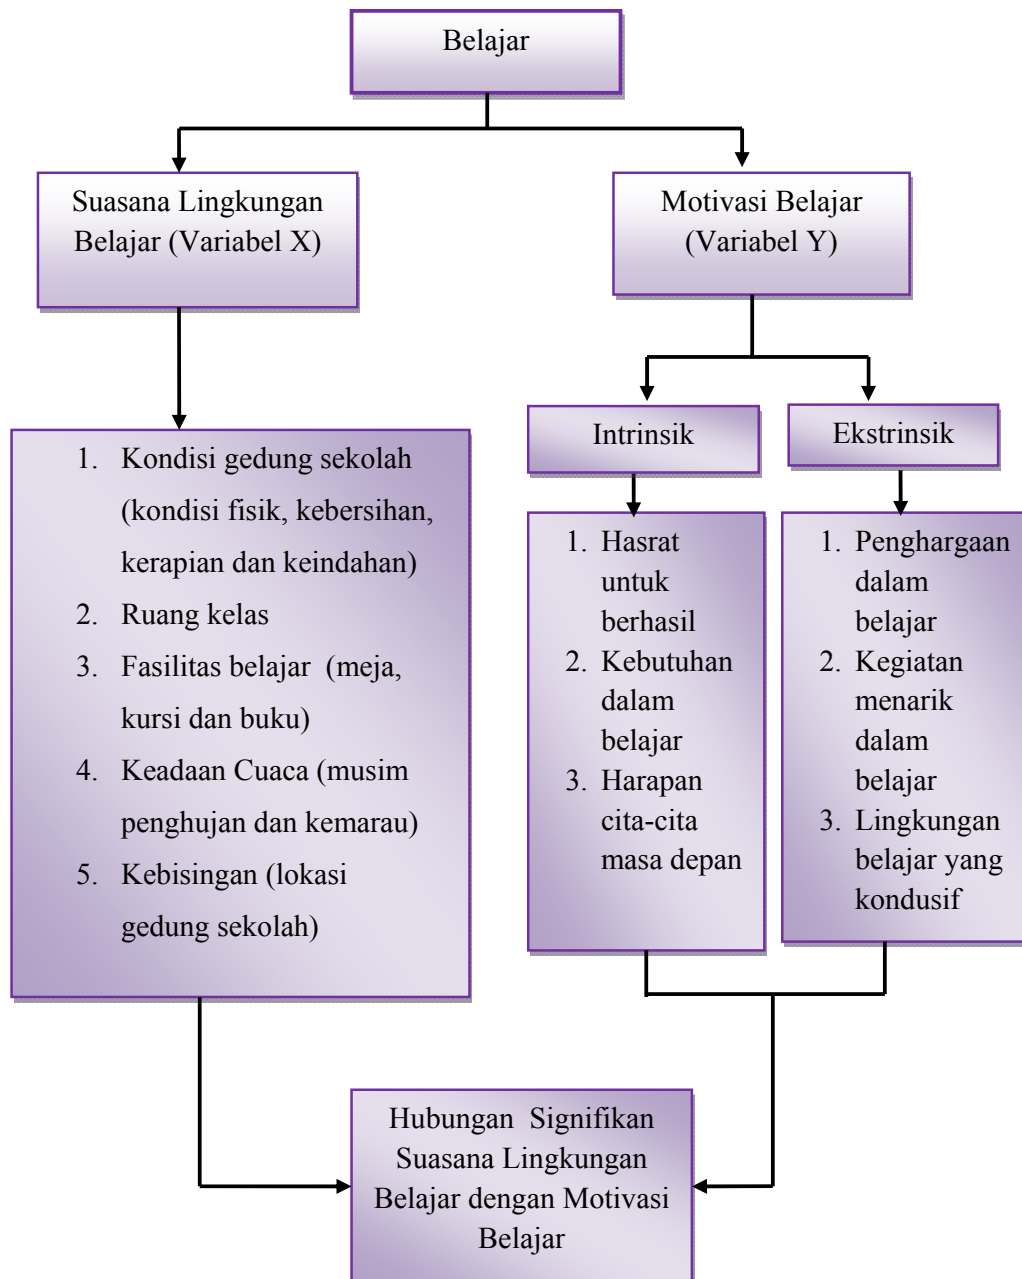 Belajar
Suasana Lingkungan
Belajar (Variabel X)
Motivasi Belajar
(Variabel Y)
Intrinsik
Ekstrinsik
1. Kondisi gedung sekolah
(kondisi fisik, kebersihan,
kerapian dan keindahan)
2. Ruang kelas
3. Fasilitas belajar (meja,
kursi dan buku)
4. Keadaan Cuaca (musim
penghujan dan kemarau)
5. Kebisingan (lokasi
gedung sekolah)
1. Hasrat
untuk
berhasil
2. Kebutuhan
dalam
belajar
3. Harapan
cita-cita
masa depan
1. Penghargaan
dalam
belajar
2. Kegiatan
menarik
dalam
belajar
3. Lingkungan
belajar yang
kondusif
Hubungan Signifikan
Suasana Lingkungan
Belajar dengan Motivasi
Belajar